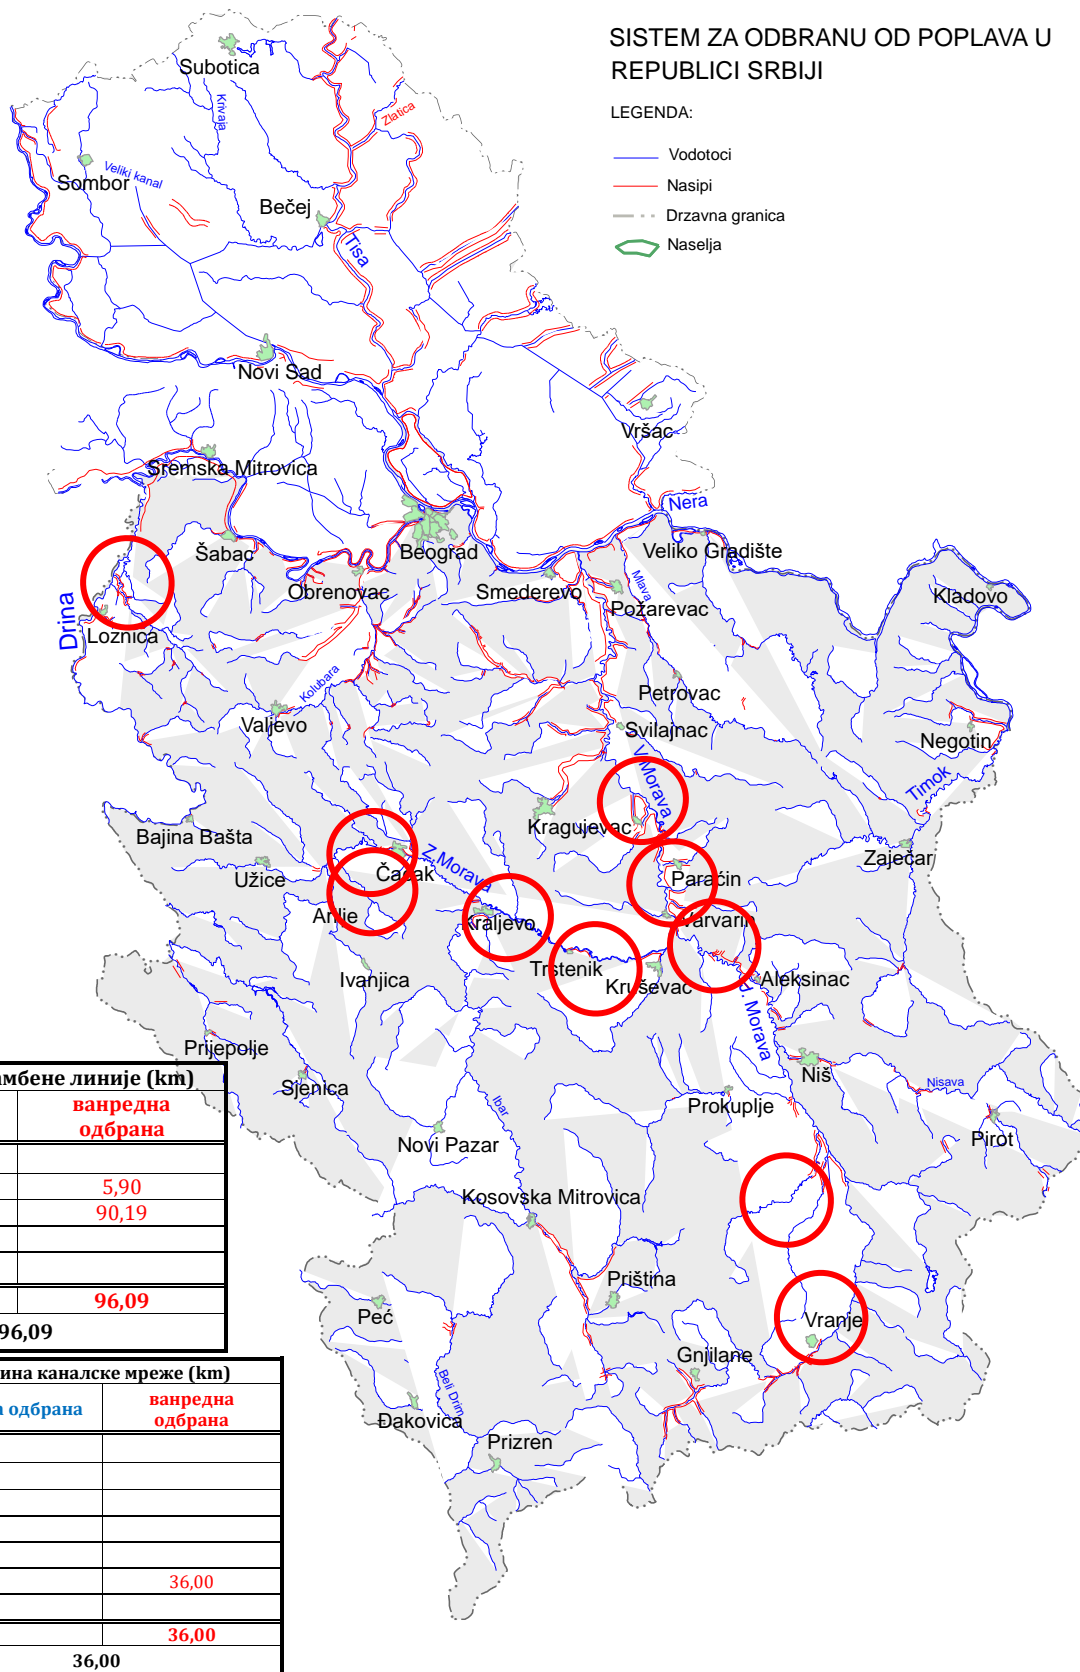 SISTEM ZA ODBRANU OD POPLAVA U
REPUBLICI SRBIJI
LEGENDA:
Vodotoci
Nasipi
Drzavna granica
Naselja
Subotica
Krivaja
Zlatica
Sombor
Veliki kanal
Bečej
Tisa
Novi Sad
Vršac
Sremska Mitrovica
Nera
Šabac
Beograd
Veliko Gradište
Obrenovac
Smederevo
Mlava
Požarevac
Kladovo
Drina
Loznica
Kolubara
Petrovac
Valjevo
Svilajnac
Negotin
V.Morava
Timok
Bajina Bašta
Kragujevac
Zaječar
Užice
Čačak
Z.Morava
Paraćin
Arilje
Kraljevo
Varvarin
Ivanjica
Trstenik
Kruševac
Aleksinac
J. Morava
Prijepolje
Sjenica
Niš
Nisava
Ibar
Prokuplje
Pirot
Novi Pazar
Kosovska Mitrovica
Priština
Peć
Vranje
Gnjilane
Beli Drim
Đakovica
Prizren
амбене линије (km)
ванредна
одбрана
5,90
90,19
96,09
96,09
ина каналске мреже (km)
а одбрана
ванредна
одбрана
36,00
36,00
36,00